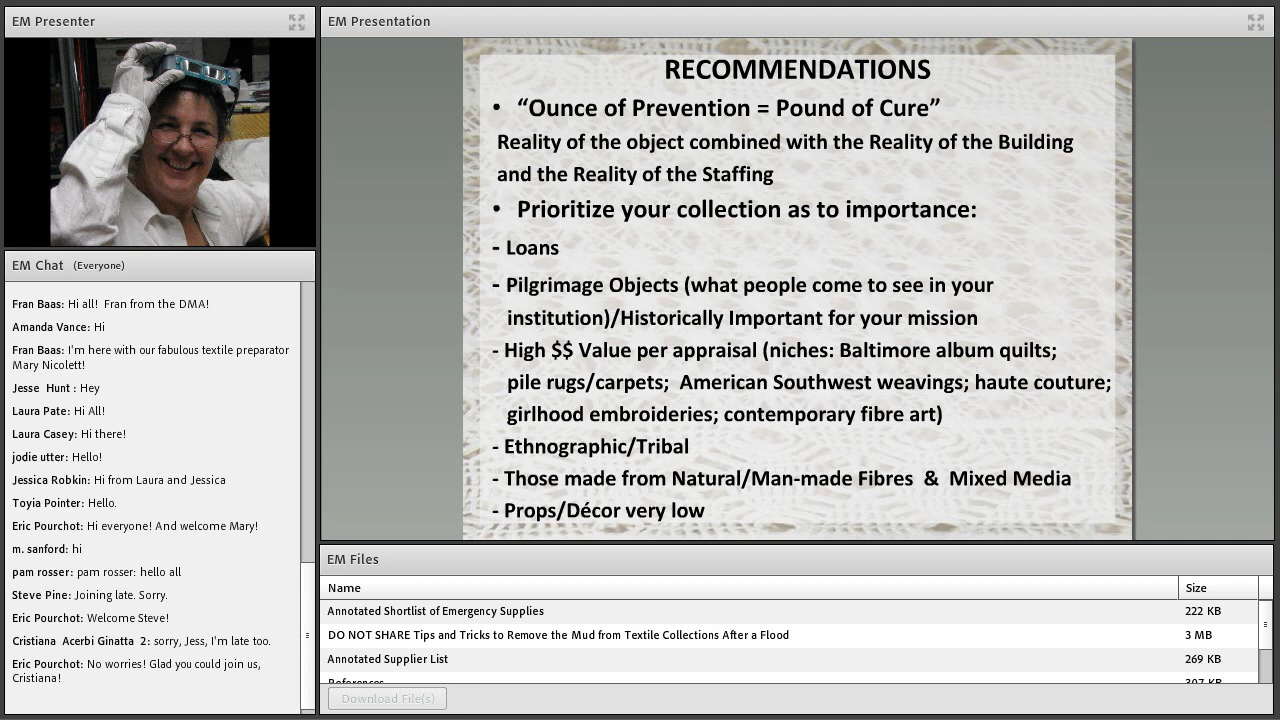 EM Presenter
EM Chat (Everyone)
Fran Baas: Hi all! Fran from the DMA!
Amanda Vance: Hi
Fran Baas: I'm here with our fabulous textile preparator
Mary Nicolett!
Jesse Hunt : Hey
Laura Pate: Hi All!
Laura Casey: Hi there!
jodie utter: Hello!
Jessica Robkin: Hi from Laura and Jessica
Toyia Pointer: Hello.
Eric Pourchot: Hi everyone! And welcome Mary!
m. sanford: hi
pam rosser: pam rosser: hello all
Steve Pine: Joining late. Sorry.
Eric Pourchot: Welcome Steve!
Cristiana Acerbi Ginatta 2: sorry, Jess, I'm late too.
Eric Pourchot: No worries! Glad you could join us,
Cristiana!
EM Presentation
RECOMMENDATIONS
• “Ounce of Prevention = Pound of Cure”
Reality of the object combined with the Reality of the Building
and the Reality of the Staffing
• Prioritize your collection as to importance:
- Loans
- Pilgrimage Objects (what people come to see in your
institution)/Historically Important for your mission
- High $$ Value per appraisal (niches: Baltimore album quilts;
pile rugs/carpets; American Southwest weavings; haute couture;
girlhood embroideries; contemporary fibre art)
- Ethnographic/Tribal
- Those made from Natural/Man-made Fibres & Mixed Media
- Props/Décor very low
EM Files
Name Size
Annotated Shortlist of Emergency Supplies 222 KB
DO NOT SHARE Tips and Tricks to Remove the Mud from Textile Collections After a Flood 3 MB
Annotated Supplier List 269 KB
References 307 KB
Download File(s)